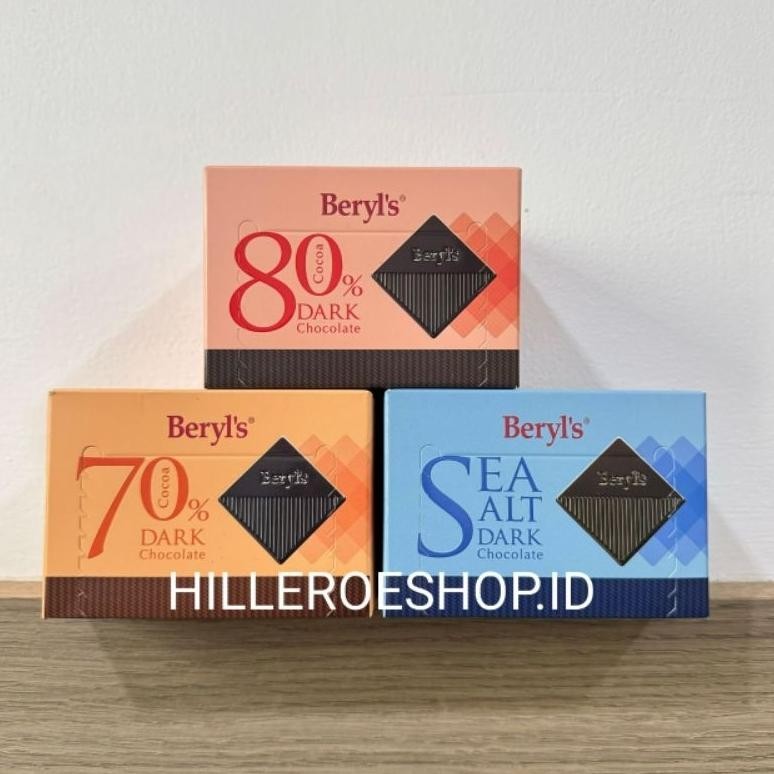 Beryl's®
80%
Cocoa
DARK
Chocolate
Beryl's
Beryl's®
70%
Cocoa
DARK
Chocolate
Beryl's
Beryl's®
SEA
SALT
DARK
Chocolate
Beryl's
HILLEROESHOP.ID